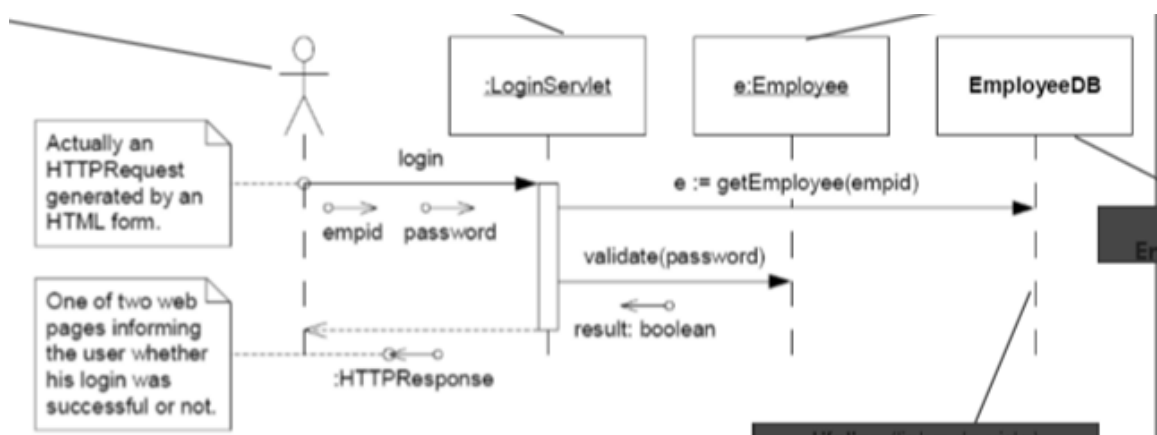 :LoginServlet
e:Employee
EmployeeDB
Actually an
HTTPRequest
generated by an
HTML form.
login
e := getEmployee(empid)
empid
password
validate(password)
One of two web
pages informing
the user whether
his login was
successful or not.
result: boolean
:HTTPResponse